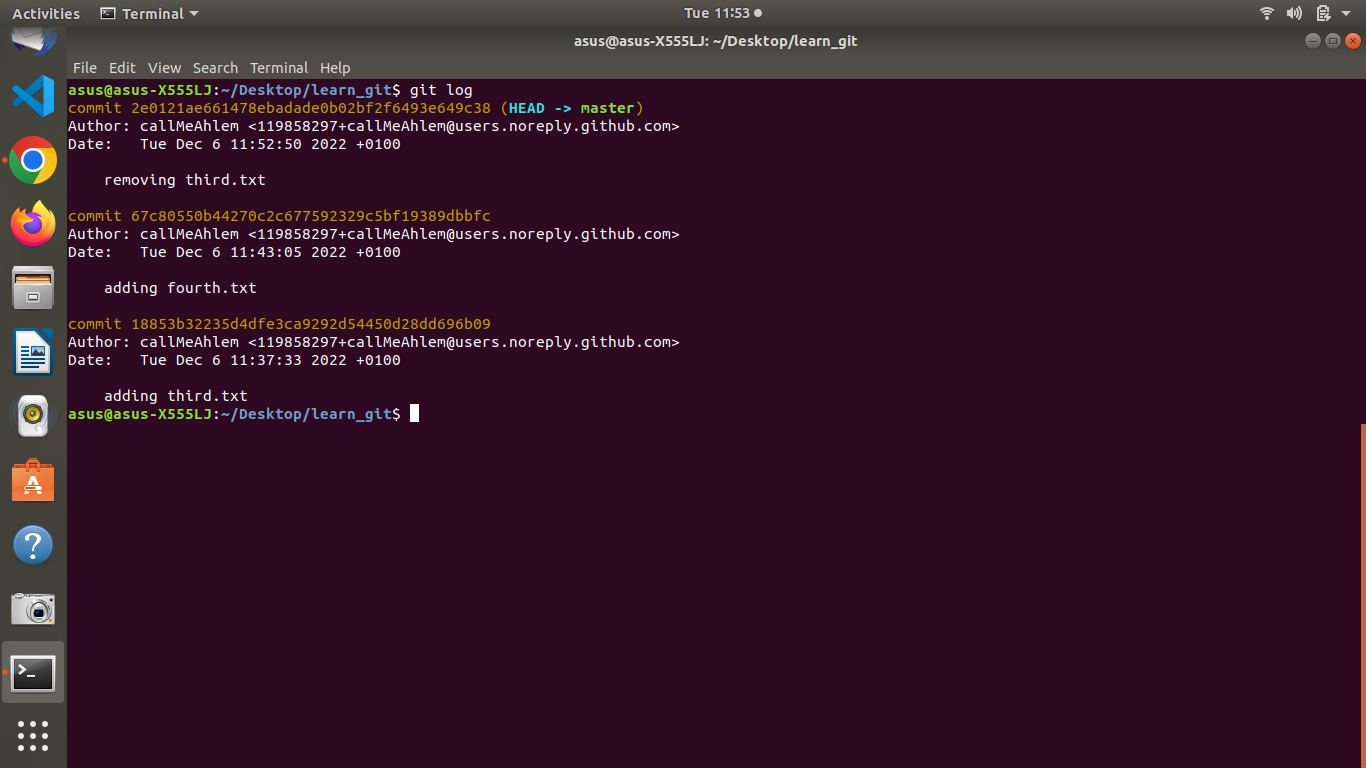 Activities Terminal Tue 11:53
asus@asus-X555LJ: ~/Desktop/learn_git
File Edit View Search Terminal Help
asus@asus-X555LJ:~/Desktop/learn_git$ git log
commit 2e0121ae661478ebadade0b02bf2f6493e649c38 (HEAD -> master)
Author: callMeAhlem <119858297+callMeAhlem@users.noreply.github.com>
Date:   Tue Dec 6 11:52:50 2022 +0100
    removing third.txt
commit 67c80550b44270c2c677592329c5bf19389dbbfc
Author: callMeAhlem <119858297+callMeAhlem@users.noreply.github.com>
Date:   Tue Dec 6 11:43:05 2022 +0100
    adding fourth.txt
commit 18853b32235d4dfe3ca9292d54450d28dd696b09
Author: callMeAhlem <119858297+callMeAhlem@users.noreply.github.com>
Date:   Tue Dec 6 11:37:33 2022 +0100
    adding third.txt
asus@asus-X555LJ:~/Desktop/learn_git$